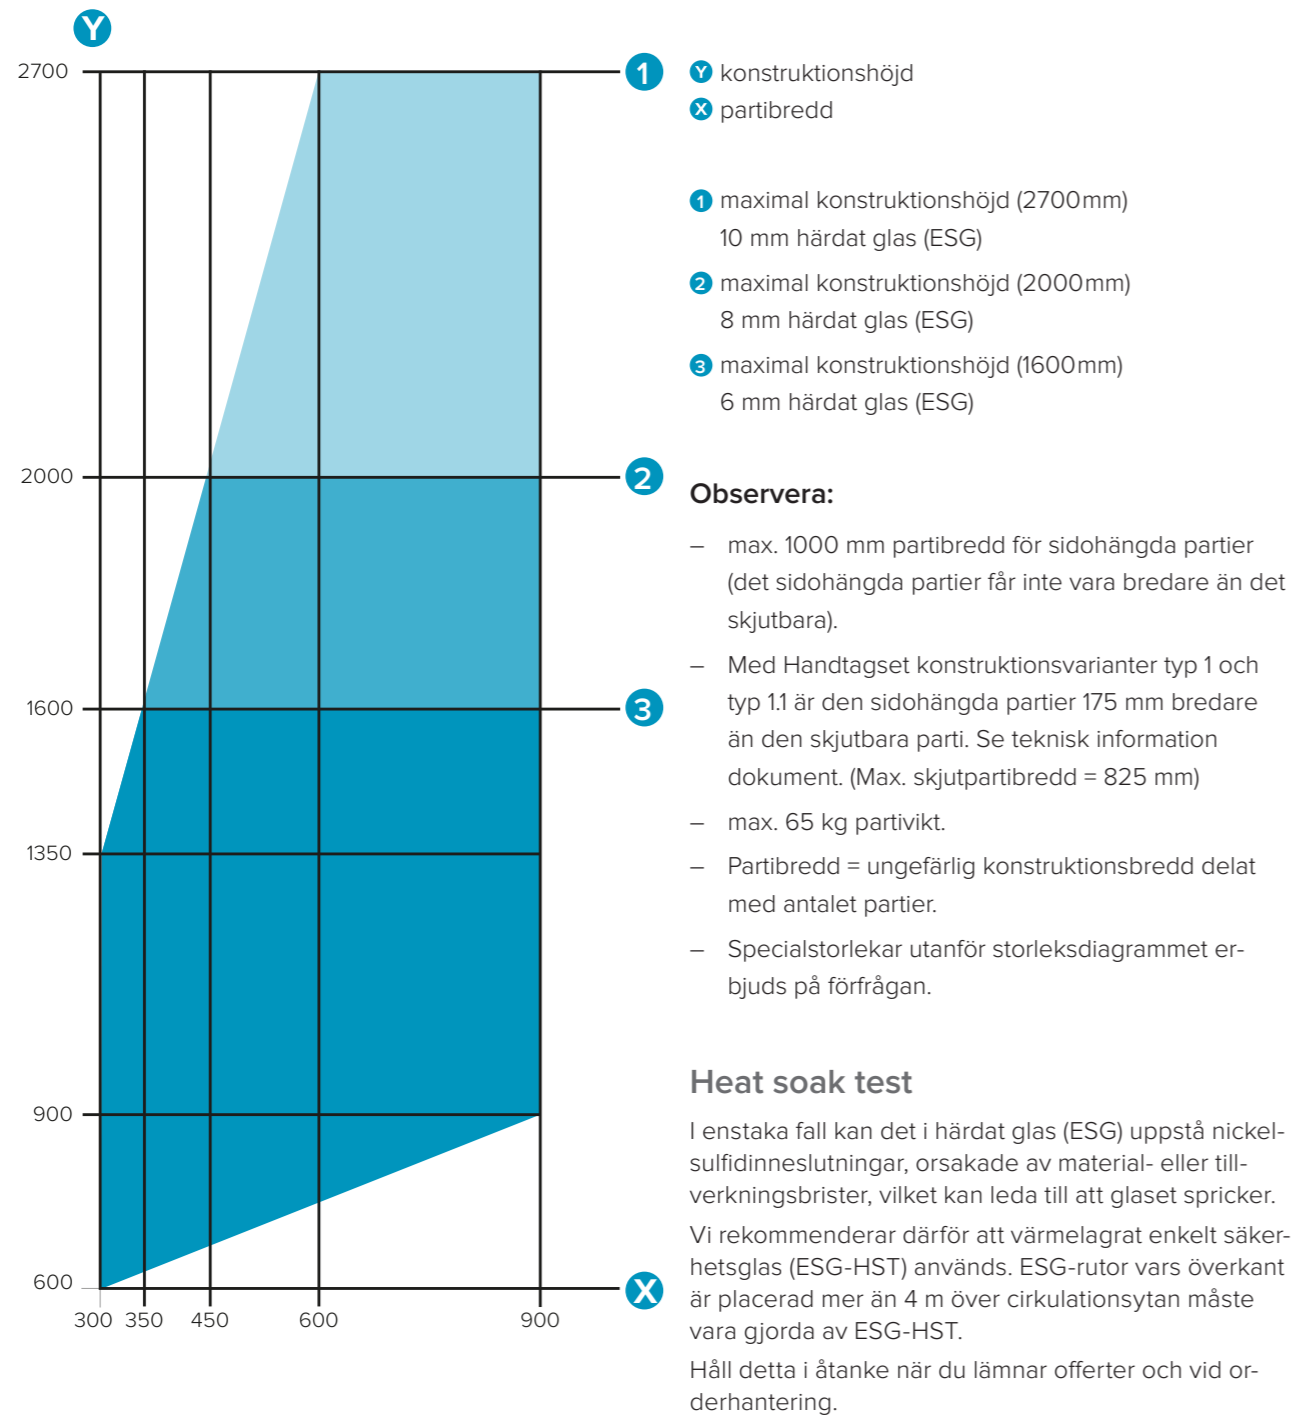 Y
2700
1
2000
2
1600
3
1350
900
600
X
300 350 450 600 900
Y konstruktionshöjd
X partibredd
1 maximal konstruktionshöjd (2700mm)
10 mm härdat glas (ESG)
2 maximal konstruktionshöjd (2000mm)
8 mm härdat glas (ESG)
3 maximal konstruktionshöjd (1600mm)
6 mm härdat glas (ESG)
Observera:
– max. 1000 mm partibredd för sidohängda partier
(det sidohängda partier får inte vara bredare än det
skjutbara).
– Med Handtagset konstruktionsvarianter typ 1 och
typ 1.1 är den sidohängda partier 175 mm bredare
än den skjutbara parti. Se teknisk information
dokument. (Max. skjutpartibredd = 825 mm)
– max. 65 kg partivikt.
– Partibredd = ungefärlig konstruktionsbredd delat
med antalet partier.
– Specialstorlekar utanför storleksdiagrammet er-
bjuds på förfrågan.
Heat soak test
I enstaka fall kan det i härdat glas (ESG) uppstå nickel-
sulfidinneslutningar, orsakade av material- eller till-
verkningsbrister, vilket kan leda till att glaset spricker.
Vi rekommenderar därför att värmelagrat enkelt säker-
hetsglas (ESG-HST) används. ESG-rutor vars överkant
är placerad mer än 4 m över cirkulationsytan måste
vara gjorda av ESG-HST.
Håll detta i åtanke när du lämnar offerter och vid or-
derhantering.